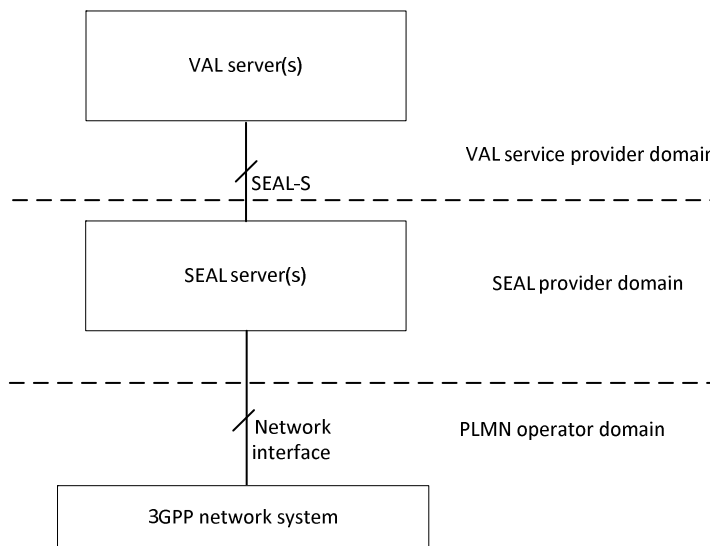 VAL server(s)
VAL service provider domain
SEAL-S
SEAL server(s)
SEAL provider domain
Network
interface
PLMN operator domain
3GPP network system